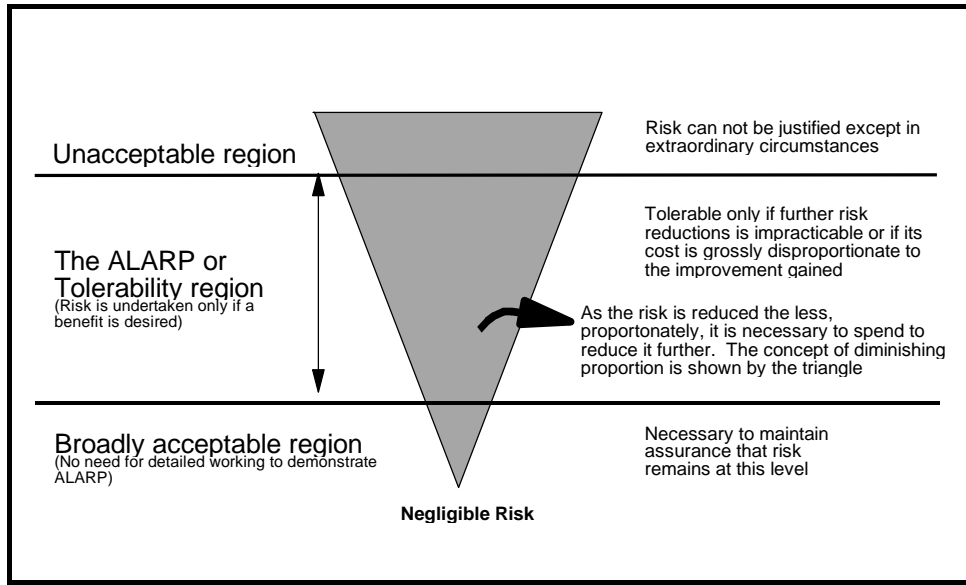 Unacceptable region
Risk can not be justified except in
extraordinary circumstances
The ALARP or
Tolerability region
(Risk is undertaken only if a
benefit is desired)
Tolerable only if further risk
reductions is impracticable or if its
cost is grossly disproportionate to
the improvement gained
As the risk is reduced the less,
proportonately, it is necessary to spend to
reduce it further. The concept of diminishing
proportion is shown by the triangle
Broadly acceptable region
(No need for detailed working to demonstrate
ALARP)
Necessary to maintain
assurance that risk
remains at this level
Negligible Risk